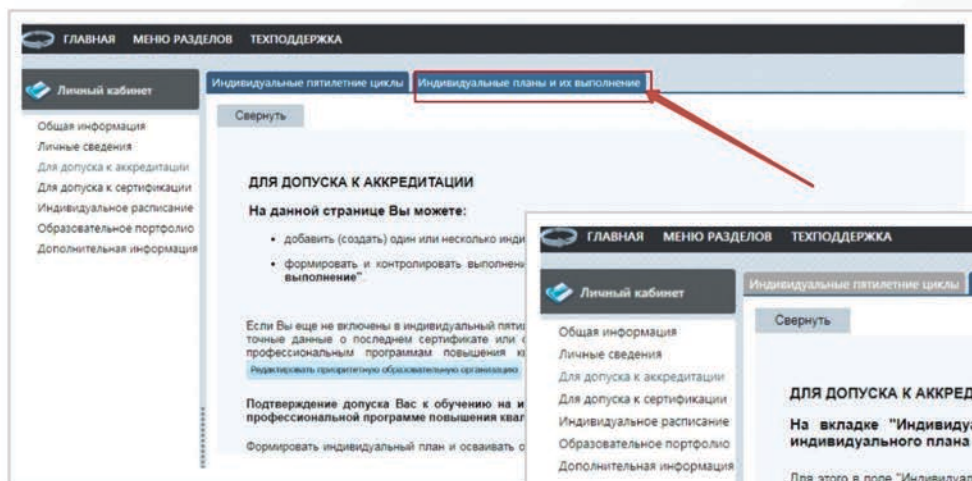 ГЛАВНАЯ МЕНЮ РАЗДЕЛОВ ТЕХПОДДЕРЖКА
Личный кабинет
Общая информация
Личные сведения
Для допуска к аккредитации
Для допуска к сертификации
Индивидуальное расписание
Образовательное портфолио
Дополнительная информация
Индивидуальные пятилетние циклы Индивидуальные планы и их выполнение
Свернуть
ДЛЯ ДОПУСКА К АККРЕДИТАЦИИ
На данной странице Вы можете:
• добавить (создать) один или несколько инди
• формировать и контролировать выполнени
выполнение".
Если Вы еще не включены в индивидуальный пяти
точные данные о последнем сертификате или с
профессиональным программам повышения к
Редактировать приоритетную образовательную организацию
Подтверждение допуска Вас к обучению на и
профессиональной программе повышения квал
Формировать индивидуальный план и осваивать о
ГЛАВНАЯ МЕНЮ РАЗДЕЛОВ ТЕХПОДДЕРЖКА
Личный кабинет
Общая информация
Личные сведения
Для допуска к аккредитации
Для допуска к сертификации
Индивидуальное расписание
Образовательное портфолио
Дополнительная информация
Индивидуальные пятилетние циклы
Свернуть
ДЛЯ ДОПУСКА К АККРЕД
На вкладке "Индивидуа
индивидуального плана
Для этого в поле "Индивидуал